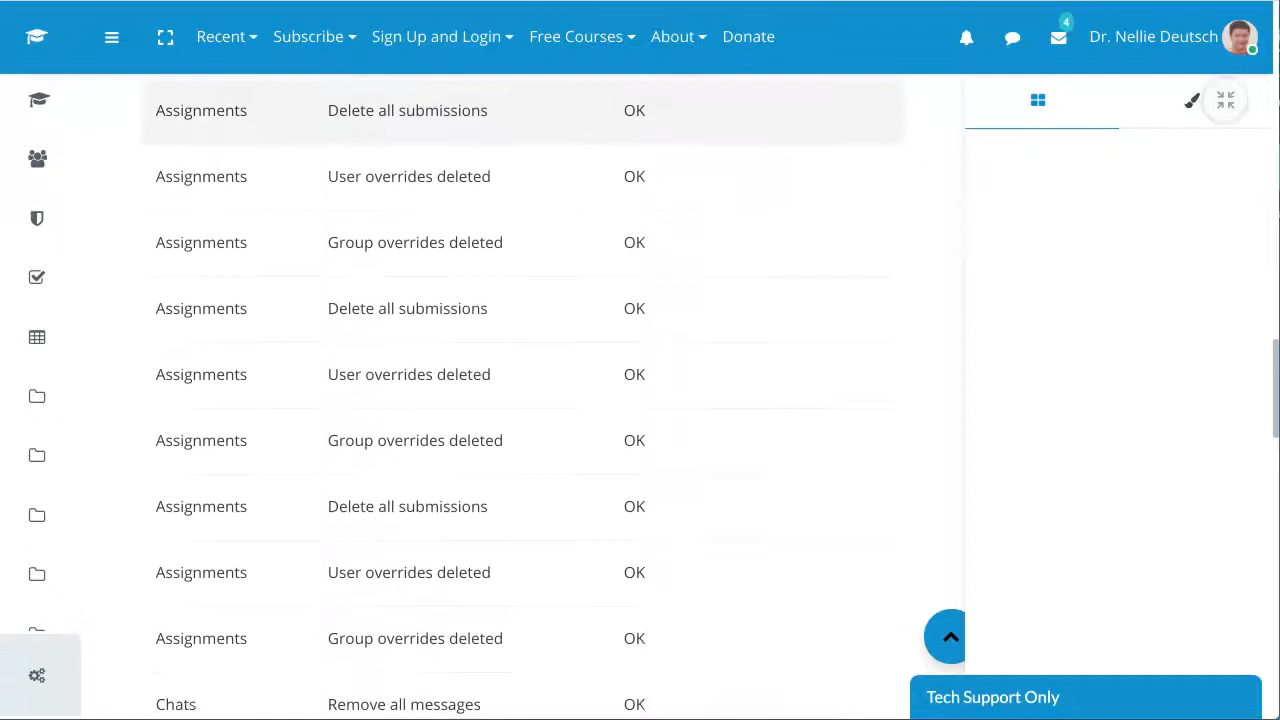 Recent Subscribe Sign Up and Login Free Courses About Donate 4 Dr. Nellie Deutsch
Assignments Delete all submissions OK
Assignments User overrides deleted OK
Assignments Group overrides deleted OK
Assignments Delete all submissions OK
Assignments User overrides deleted OK
Assignments Group overrides deleted OK
Assignments Delete all submissions OK
Assignments User overrides deleted OK
Assignments Group overrides deleted OK
Chats Remove all messages OK
Tech Support Only